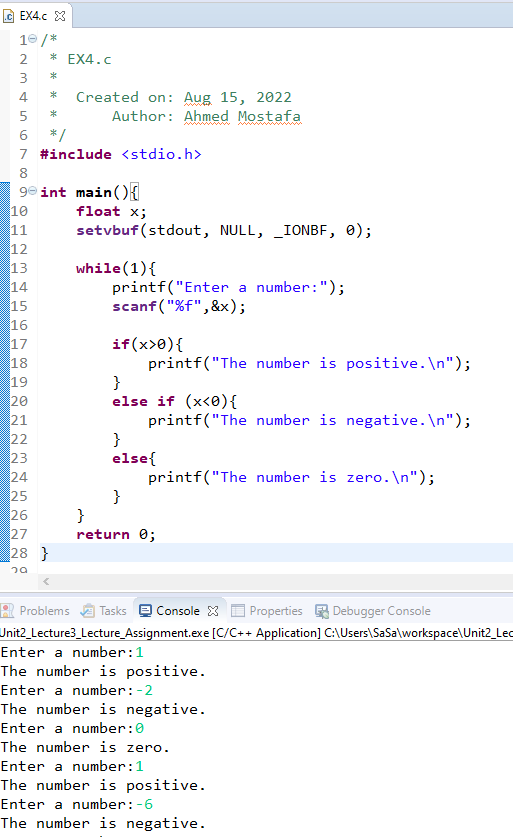 EX4.c
1 /*
2  * EX4.c
3  *
4  *  Created on: Aug 15, 2022
5  *      Author: Ahmed Mostafa
6  */
7 #include <stdio.h>
8
9 int main(){
10     float x;
11     setvbuf(stdout, NULL, _IONBF, 0);
12
13     while(1){
14         printf("Enter a number:");
15         scanf("%f",&x);
16
17         if(x>0){
18             printf("The number is positive.\n");
19         }
20         else if (x<0){
21             printf("The number is negative.\n");
22         }
23         else{
24             printf("The number is zero.\n");
25         }
26     }
27     return 0;
28 }
29
Problems Tasks Console Properties Debugger Console
Unit2_Lecture3_Lecture_Assignment.exe [C/C++ Application] C:\Users\SaSa\workspace\Unit2_Lec
Enter a number:1
The number is positive.
Enter a number:-2
The number is negative.
Enter a number:0
The number is zero.
Enter a number:1
The number is positive.
Enter a number:-6
The number is negative.